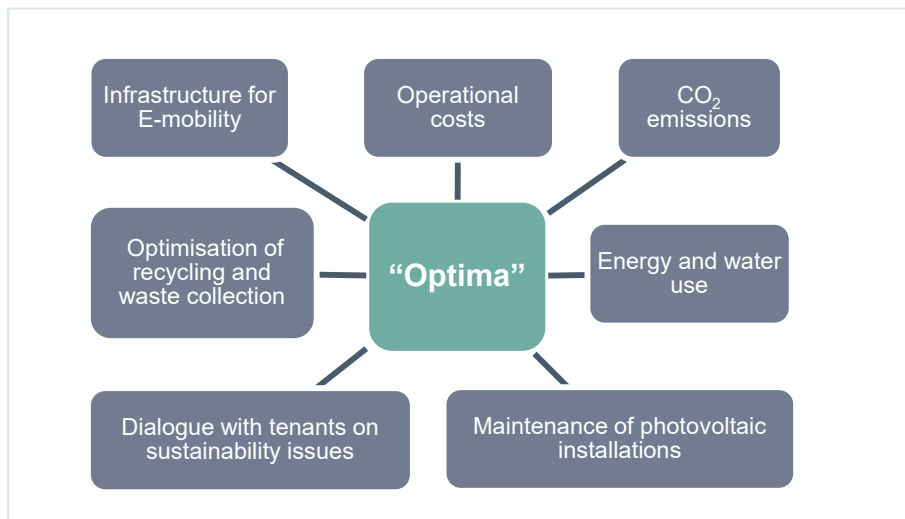 Infrastructure for
E-mobility
Operational
costs
CO₂
emissions
Optimisation of
recycling and
waste collection
“Optima”
Energy and water
use
Dialogue with tenants on
sustainability issues
Maintenance of photovoltaic
installations